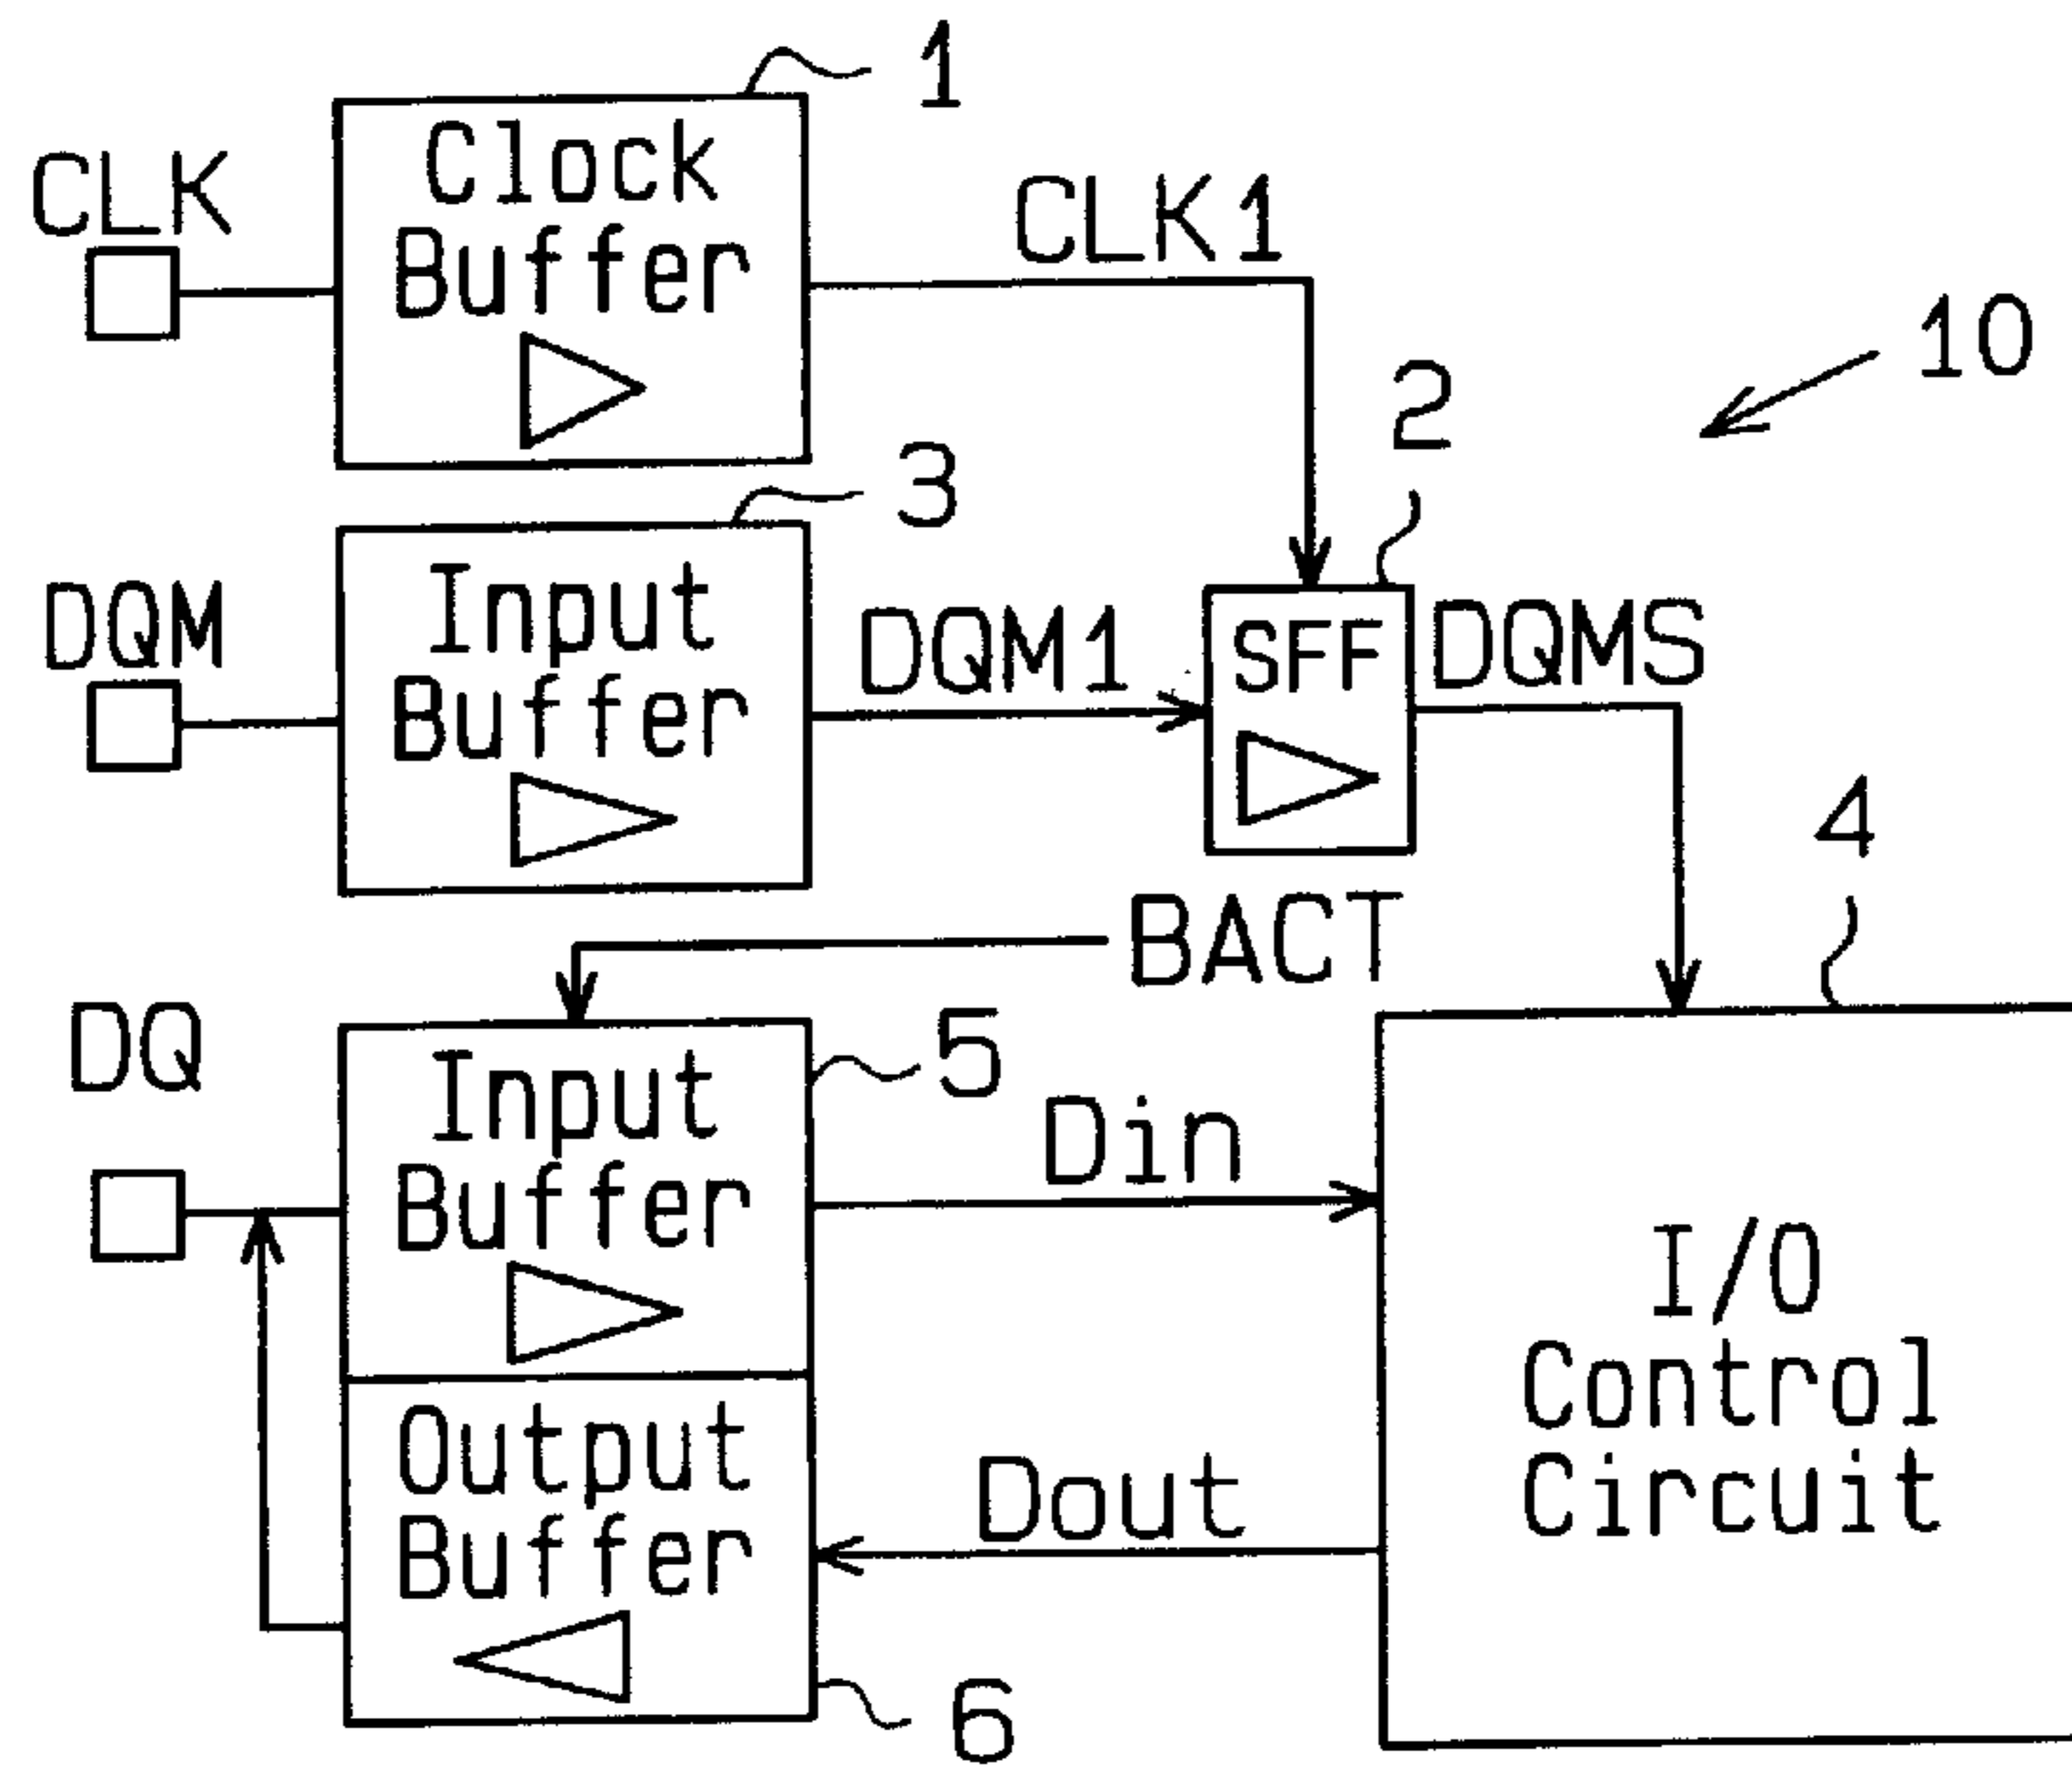 1
CLK
Clock
Buffer
CLK1
10
2
3
DQM
Input
Buffer
DQM1
SFF
DQMS
4
BACT
DQ
5
Input
Buffer
Din
I/O
Control
Circuit
Output
Buffer
Dout
6